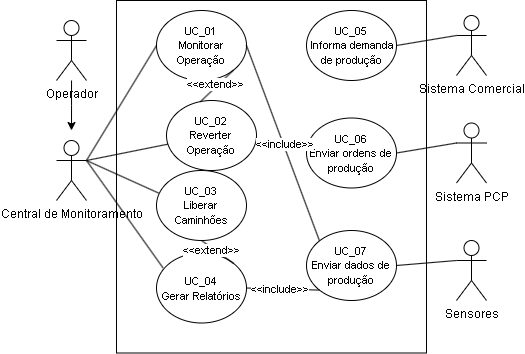 UC_01
Monitorar
Operação
UC_05
Informa demanda
de produção
Operador
Sistema Comercial
<<extend>>
UC_02
Reverter
Operação
<<include>>
UC_06
Enviar ordens de
produção
Central de Monitoramento
Sistema PCP
UC_03
Liberar
Caminhões
<<extend>>
UC_07
Enviar dados de
produção
UC_04
Gerar Relatórios
<<include>>
Sensores